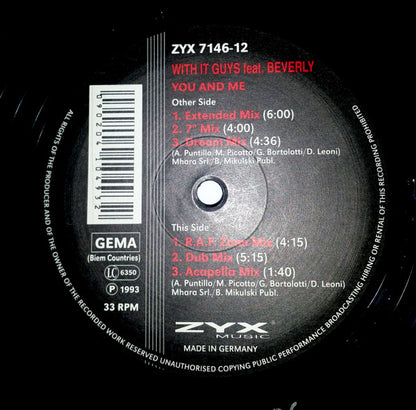 ZYX 7146-12
WITH IT GUYS feat. BEVERLY
YOU AND ME
Other Side
1. Extended Mix (6:00)
2. 7" Mix (4:00)
3. Dream Mix (4:36)
(A. Puntillo/M. Picotto/G. Bortolotti/D. Leoni)
Mhara Srl./B. Mikulski Publ.
This Side
1. R.A.F. Zone Mix (4:15)
2. Dub Mix (5:15)
3. Acapella Mix (1:40)
(A. Puntillo/M. Picotto/G. Bortolotti/D. Leoni)
Mhara Srl./B. Mikulski Publ.
GEMA
(Biem Countries)
LC 6350
P 1993
33 RPM
ZYX
MUSIC
MADE IN GERMANY
ALL RIGHTS OF THE PRODUCER AND OF THE OWNER OF THE RECORDED WORK RESERVED UNAUTHORISED COPYING PUBLIC PERFORMANCE BROADCASTING HIRING OR RENTAL OF THIS RECORDING PROHIBITED